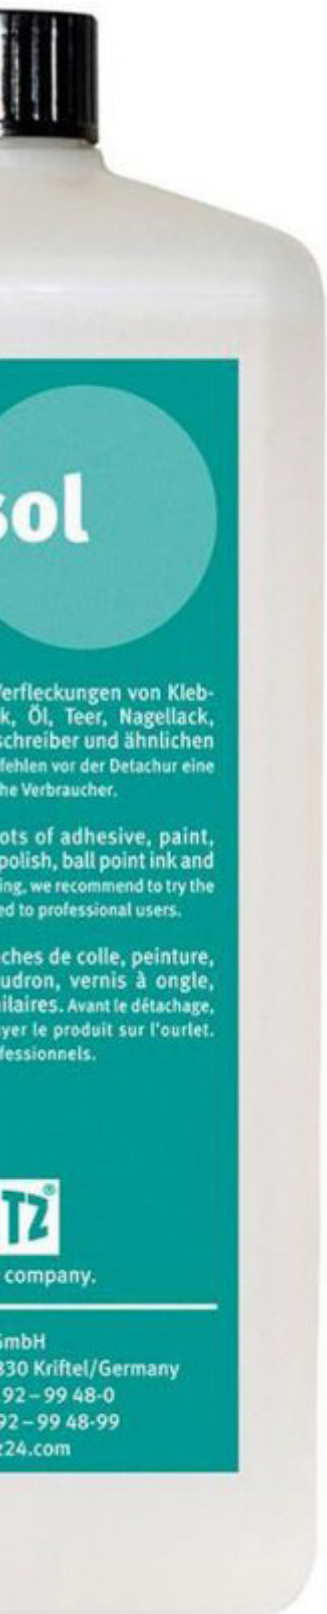 sol
Verfleckungen von Kleb-
k, Öl, Teer, Nagellack,
schreiber und ähnlichen
fehlen vor der Detachur eine
he Verbraucher.
ots of adhesive, paint,
polish, ball point ink and
ing, we recommend to try the
ed to professional users.
ches de colle, peinture,
udron, vernis à ongle,
nilaires. Avant le détachage,
yer le produit sur l'ourlet.
fessionnels.
TZ®
company.
GmbH
830 Kriftel/Germany
92 – 99 48-0
92 – 99 48-99
z24.com